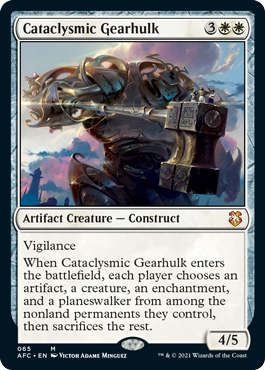 Cataclysmic Gearhulk 3
Artifact Creature — Construct
Vigilance
When Cataclysmic Gearhulk enters
the battlefield, each player chooses an
artifact, a creature, an enchantment,
and a planeswalker from among the
nonland permanents they control,
then sacrifices the rest.
4/5
065 M
AFC • EN VICTOR ADAME MINGUEZ
™ & © 2021 Wizards of the Coast